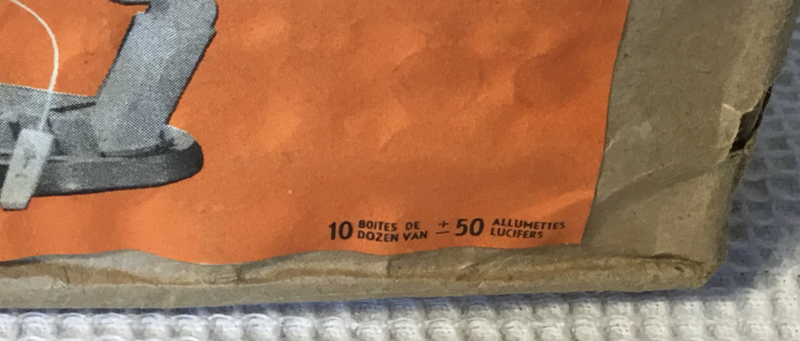 10 BOITES DE ± 50 ALLUMETTES
DOZEN VAN LUCIFERS